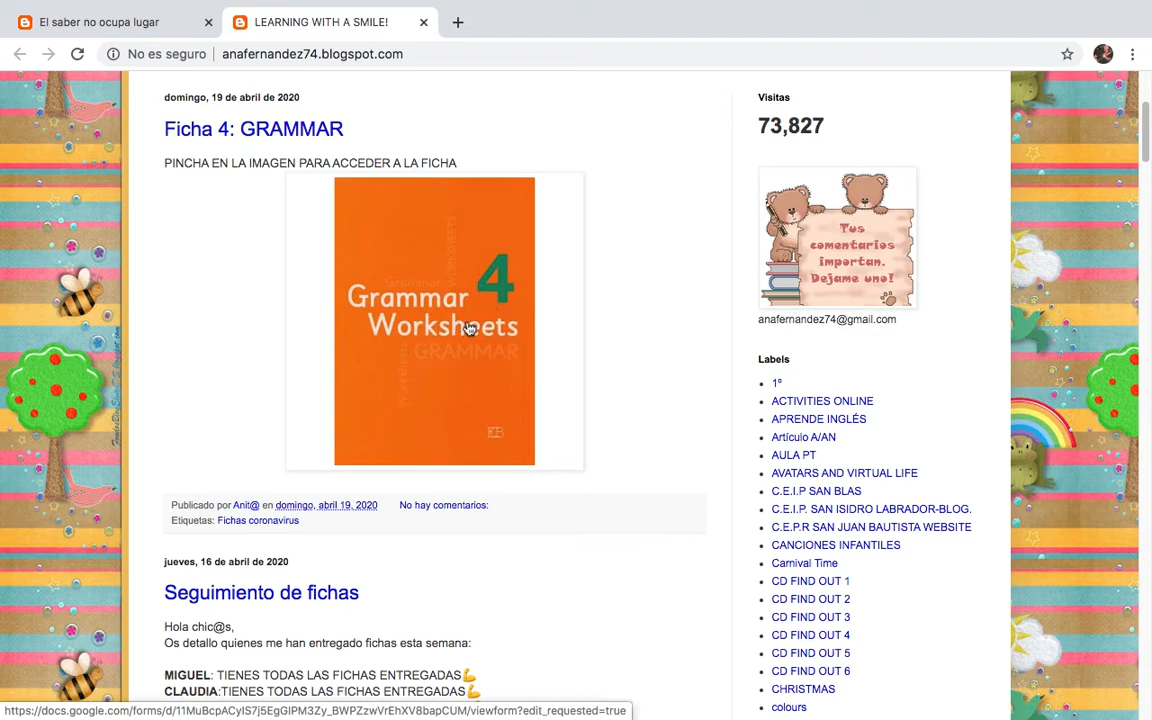 El saber no ocupa lugar
LEARNING WITH A SMILE!
No es seguro
anafernandez74.blogspot.com
domingo, 19 de abril de 2020
Ficha 4: GRAMMAR
PINCHA EN LA IMAGEN PARA ACCEDER A LA FICHA
4
Grammar
Worksheets
GRAMMAR
Publicado por Anit@ en domingo, abril 19, 2020 No hay comentarios:
Etiquetas: Fichas coronavirus
jueves, 16 de abril de 2020
Seguimiento de fichas
Hola chic@s,
Os detallo quienes me han entregado fichas esta semana:
MIGUEL: TIENES TODAS LAS FICHAS ENTREGADAS💪
CLAUDIA:TIENES TODAS LAS FICHAS ENTREGADAS💪
Visitas
73,827
Tus
comentarios
importan.
Dejame uno!
anafernandez74@gmail.com
Labels
1º
ACTIVITIES ONLINE
APRENDE INGLÉS
Artículo A/AN
AULA PT
AVATARS AND VIRTUAL LIFE
C.E.I.P SAN BLAS
C.E.I.P. SAN ISIDRO LABRADOR-BLOG.
C.E.P.R SAN JUAN BAUTISTA WEBSITE
CANCIONES INFANTILES
Carnival Time
CD FIND OUT 1
CD FIND OUT 2
CD FIND OUT 3
CD FIND OUT 4
CD FIND OUT 5
CD FIND OUT 6
CHRISTMAS
colours
https://docs.google.com/forms/d/11MuBcpACyIS7j5EgGlPM3Zy_BWPZzwVrEhXV8bapCUM/viewform?edit_requested=true